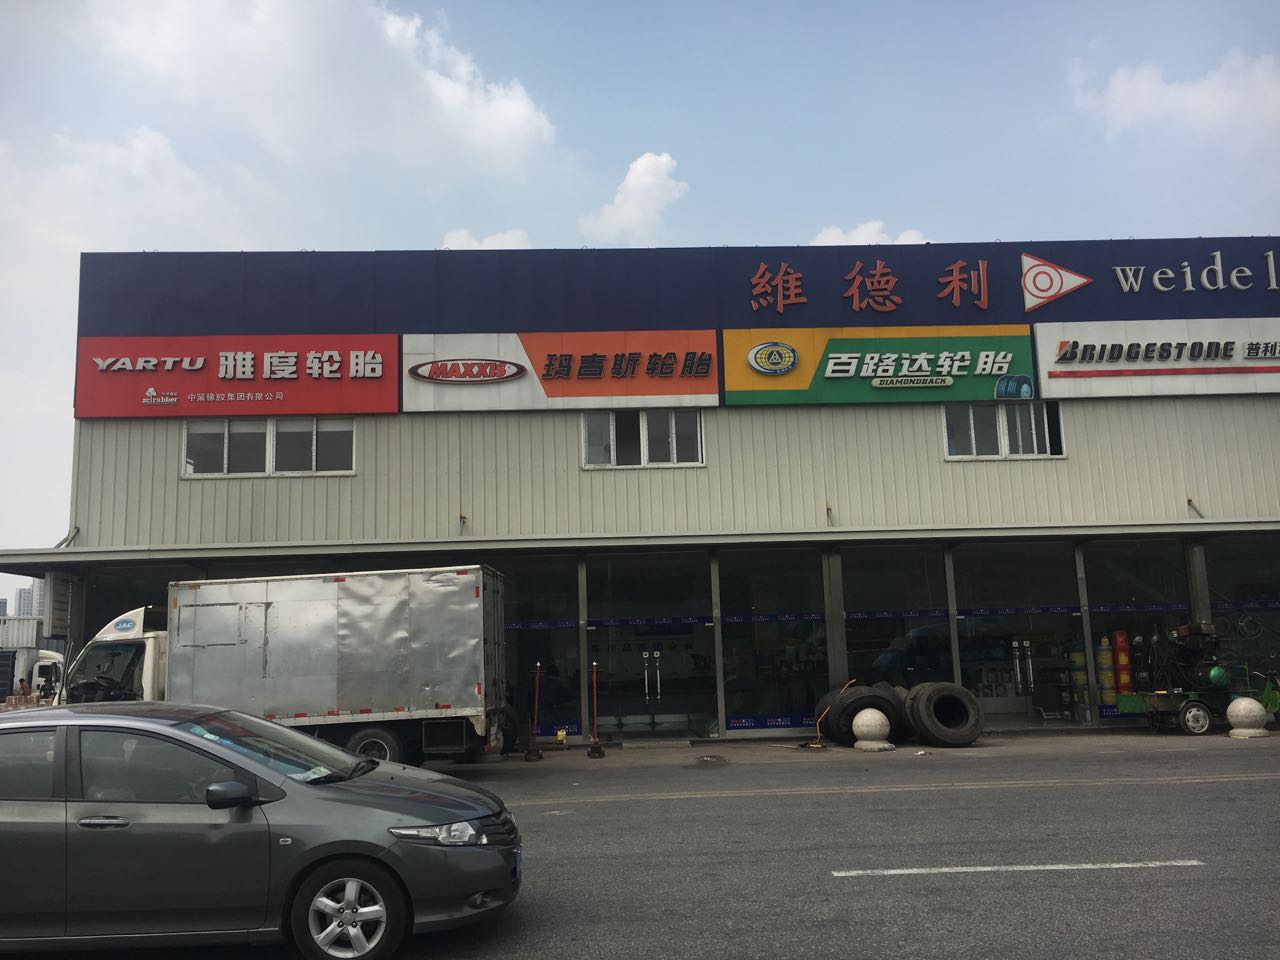 維德利 weidel
YARTU 雅度轮胎
zc rubber 中策橡胶集团有限公司
MAXXIS 玛吉斯轮胎
百路达轮胎
DIAMONDBACK
BRIDGESTONE 普利
JAC